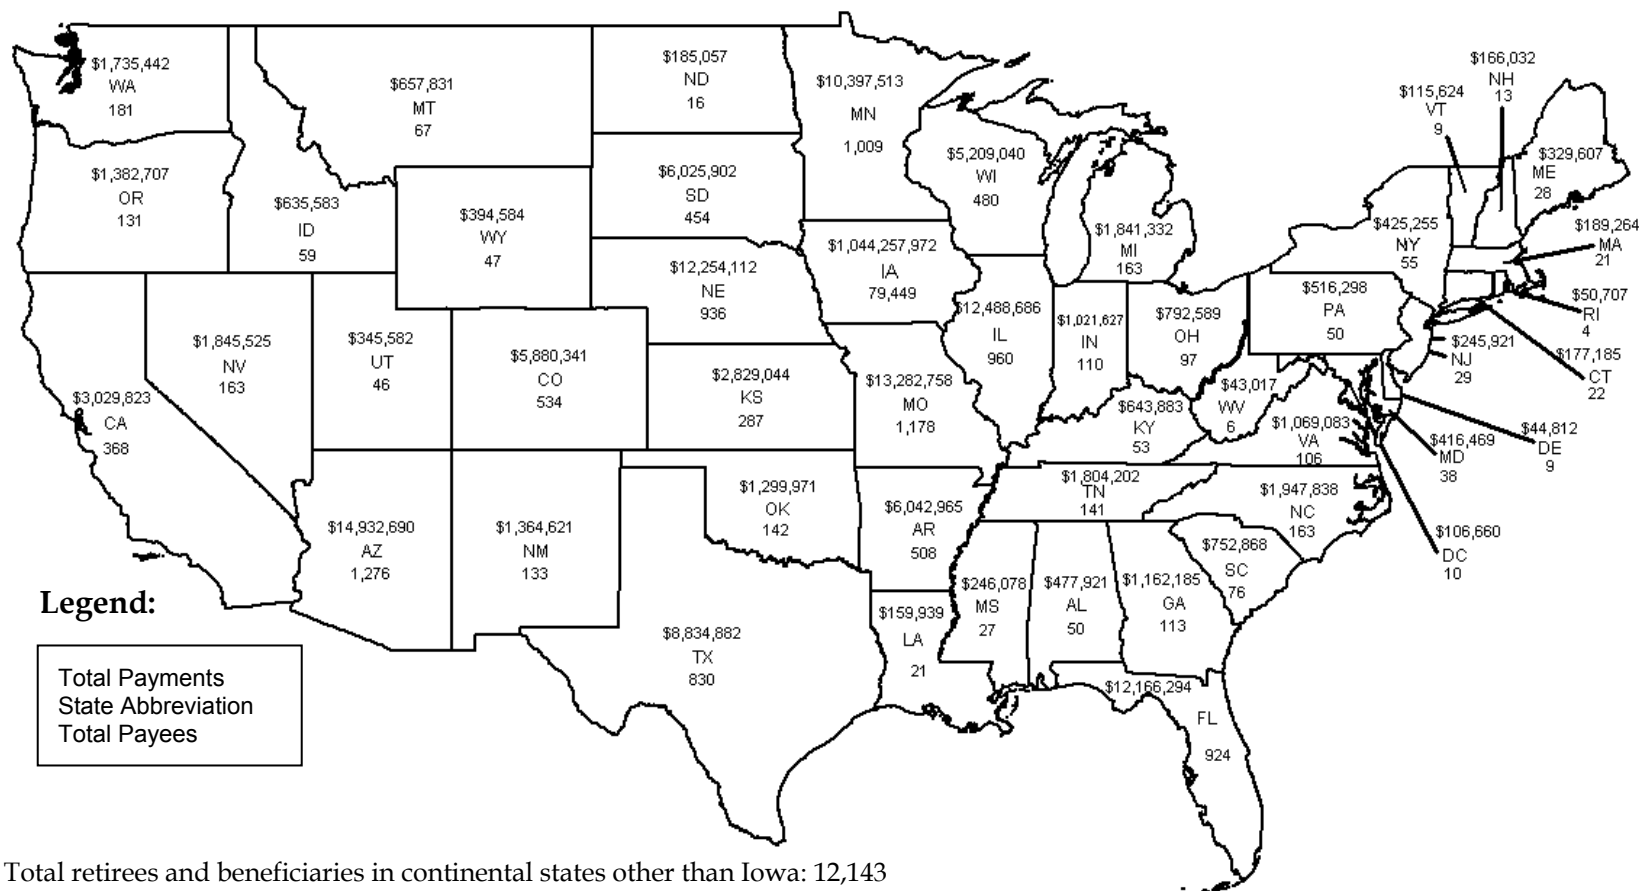 $1,735,442
WA
181
$657,831
MT
67
$185,057
ND
16
$10,397,513
MN
1,009
$166,032
NH
13
$115,624
VT
9
$1,382,707
OR
131
$635,583
ID
59
$394,584
WY
47
$6,025,902
SD
454
$5,209,040
WI
480
$1,841,332
MI
163
$425,255
NY
55
$329,607
ME
28
$189,264
MA
21
$50,707
RI
4
$177,185
CT
22
$245,921
NJ
29
$3,029,823
CA
368
$1,845,525
NV
163
$345,582
UT
46
$5,880,341
CO
534
$12,254,112
NE
936
$2,829,044
KS
287
$1,044,257,972
IA
79,449
$13,282,758
MO
1,178
$12,488,686
IL
960
$1,021,627
IN
110
$792,589
OH
97
$516,298
PA
50
$43,017
WV
6
$643,883
KY
53
$1,069,083
VA
106
$416,469
MD
38
$44,812
DE
9
$106,660
DC
10
$14,932,690
AZ
1,276
$1,364,621
NM
133
$1,299,971
OK
142
$6,042,965
AR
508
$1,804,202
TN
141
$1,947,838
NC
163
$752,868
SC
76
$246,078
MS
27
$477,921
AL
50
$1,162,185
GA
113
$159,939
LA
21
$8,834,882
TX
830
$12,166,294
FL
924
Legend:
Total Payments
State Abbreviation
Total Payees
Total retirees and beneficiaries in continental states other than Iowa: 12,143